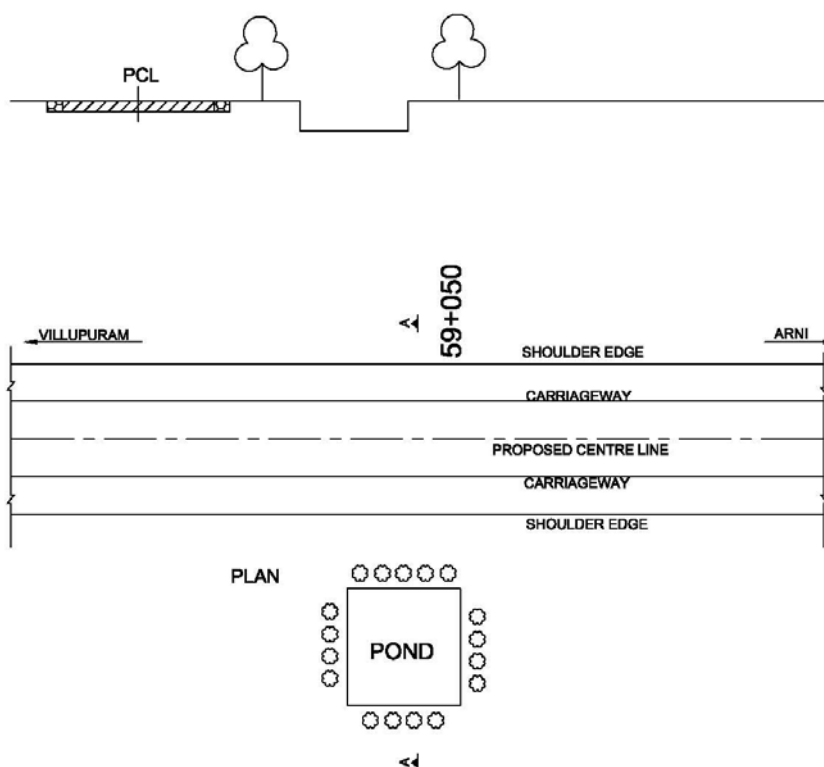 PCL
A
59+050
VILLUPURAM
ARNI
SHOULDER EDGE
CARRIAGEWAY
PROPOSED CENTRE LINE
CARRIAGEWAY
SHOULDER EDGE
PLAN
POND
A